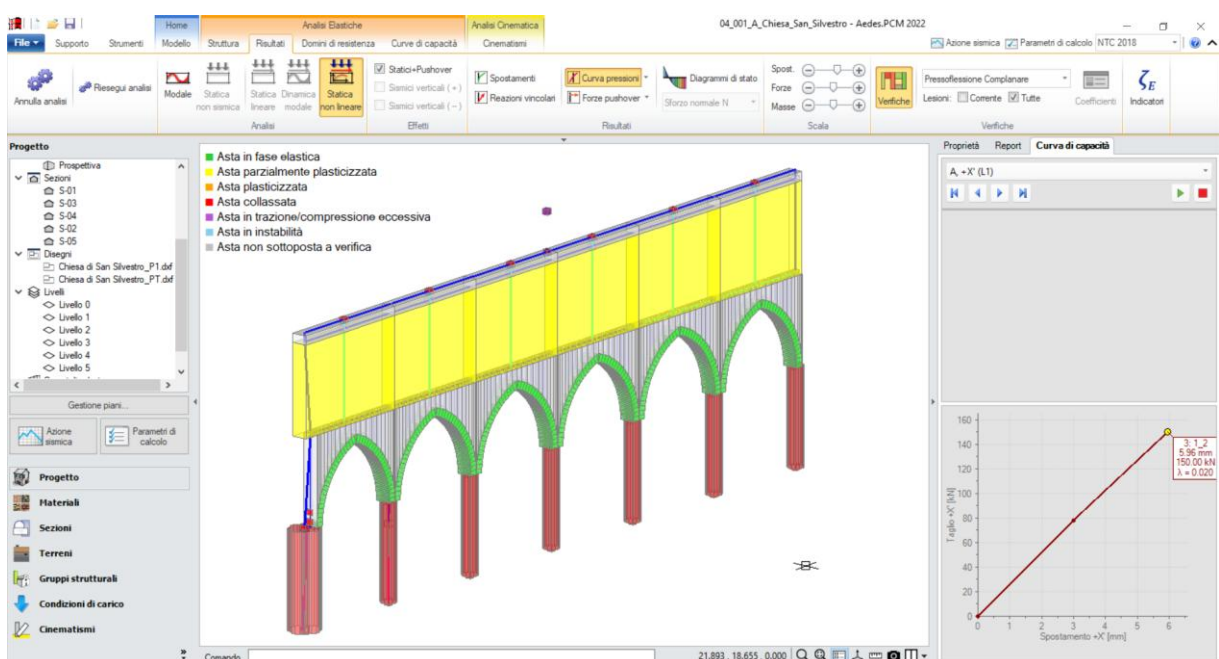 Home
Analisi Elastiche
Analisi Cinematica
04_001_A_Chiesa_San_Silvestro - Aedes.PCM 2022
File
Supporto
Strumenti
Modello
Struttura
Risultati
Domini di resistenza
Curve di capacità
Cinematismi
Azione sismica
Parametri di calcolo
NTC 2018
Annulla analisi
Riesegui analisi
Modale
Statica non sismica
Statica lineare
Dinamica modale
Statica non lineare
Analisi
Statici+Pushover
Sismici verticali (+)
Sismici verticali (−)
Effetti
Spostamenti
Reazioni vincolari
Curva pressioni
Forze pushover
Diagrammi di stato
Sforzo normale N
Risultati
Spost.
Forze
Masse
Scala
Verifiche
Pressoflessione Complanare
Lesioni:
Corrente
Tutte
Coefficienti
Verifiche
ζE
Indicatori
Progetto
Prospettiva
Sezioni
S-01
S-03
S-04
S-02
S-05
Disegni
Chiesa di San Silvestro_P1.dxf
Chiesa di San Silvestro_PT.dxf
Livelli
Livello 0
Livello 1
Livello 2
Livello 3
Livello 4
Livello 5
Gestione piani...
Azione sismica
Parametri di calcolo
Progetto
Materiali
Sezioni
Terreni
Gruppi strutturali
Condizioni di carico
Cinematismi
Asta in fase elastica
Asta parzialmente plasticizzata
Asta plasticizzata
Asta collassata
Asta in trazione/compressione eccessiva
Asta in instabilità
Asta non sottoposta a verifica
Comando
21.893 , 18.655 , 0.000
Proprietà
Report
Curva di capacità
A, +X' (L1)
160
140
120
100
80
60
40
20
0
Taglio +X' [kN]
3: 1_2
5.96 mm
150.00 kN
λ = 0.020
0
1
2
3
4
5
6
Spostamento +X' [mm]